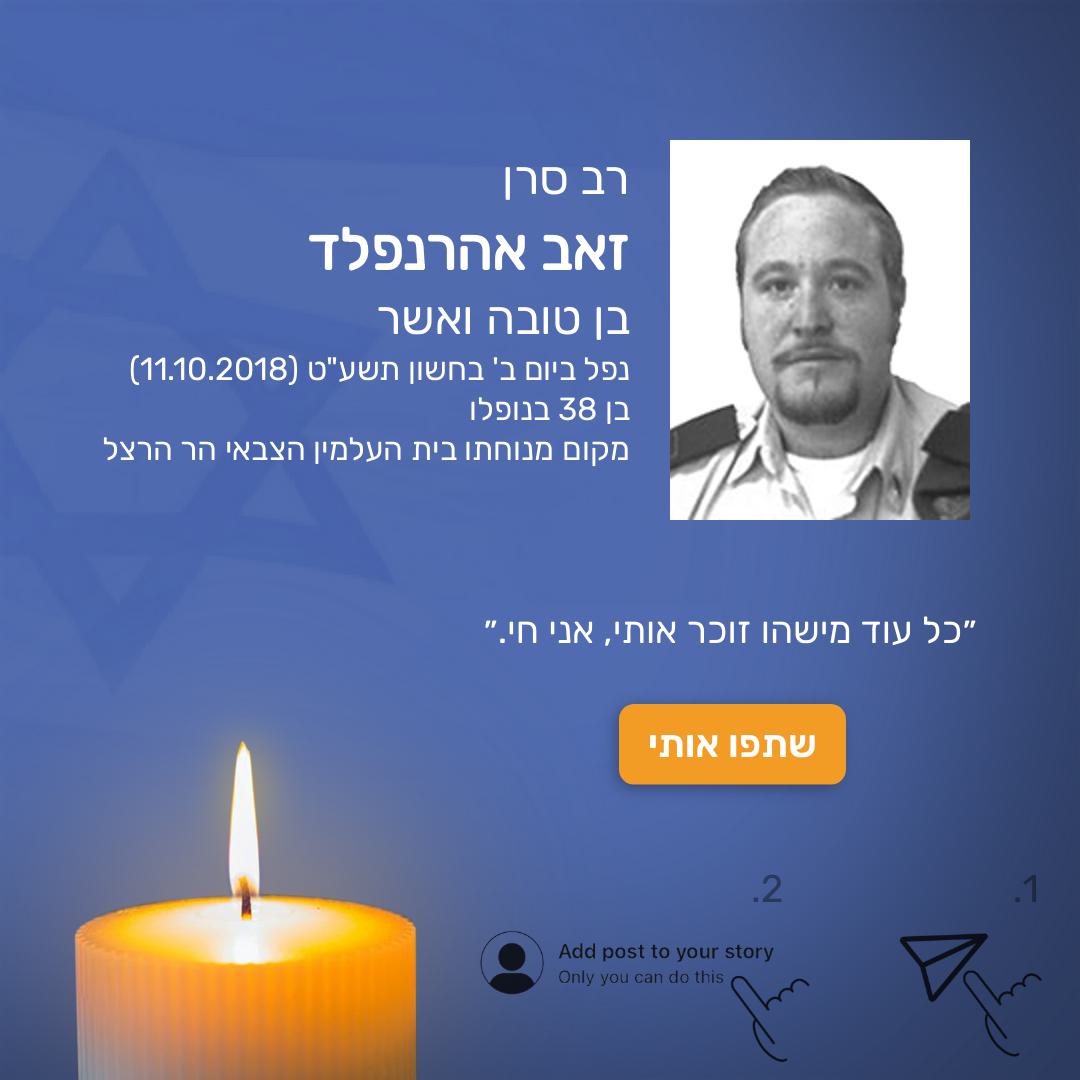 רב סרן
זאב אהרנפלד
בן טובה ואשר
נפל ביום ב' בחשוון תשע"ט (11.10.2018)
בן 38 בנופלו
מקום מנוחתו בית העלמין הצבאי הר הרצל
״כל עוד מישהו זוכר אותי, אני חי.״
שתפו אותי
1.
2.
Add post to your story
Only you can do this